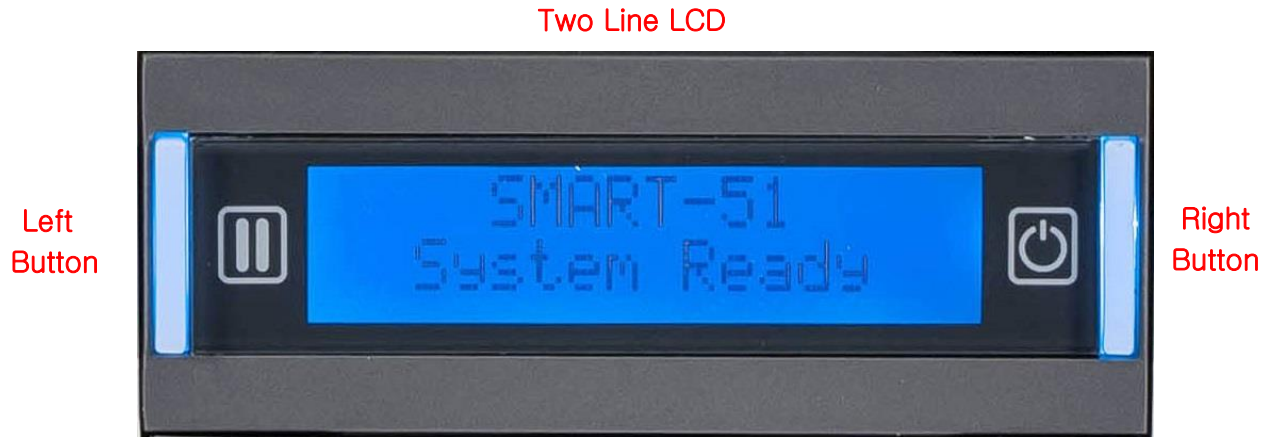 Two Line LCD
SMART-51
System Ready
Left
Button
Right
Button